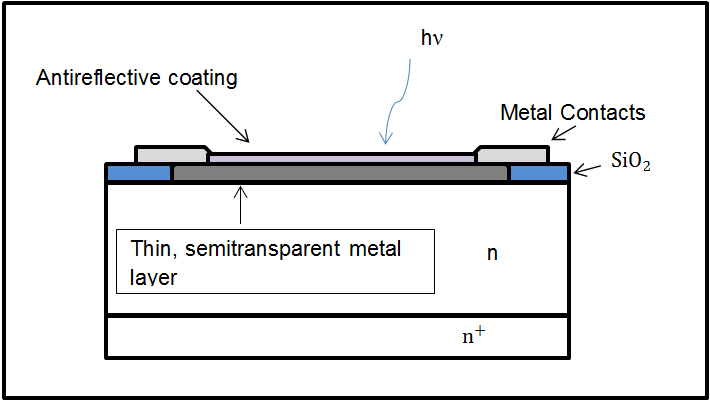 hν
Antireflective coating
Metal Contacts
SiO₂
Thin, semitransparent metal
layer
n
n⁺